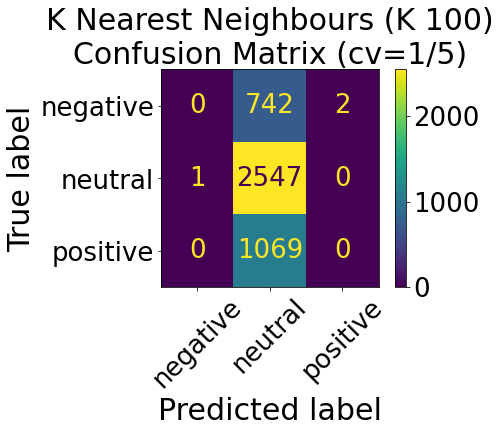 K Nearest Neighbours (K 100)
Confusion Matrix (cv=1/5)
True label
negative 0 742 2
neutral 1 2547 0
positive 0 1069 0
negative neutral positive
Predicted label
2000
1000
0